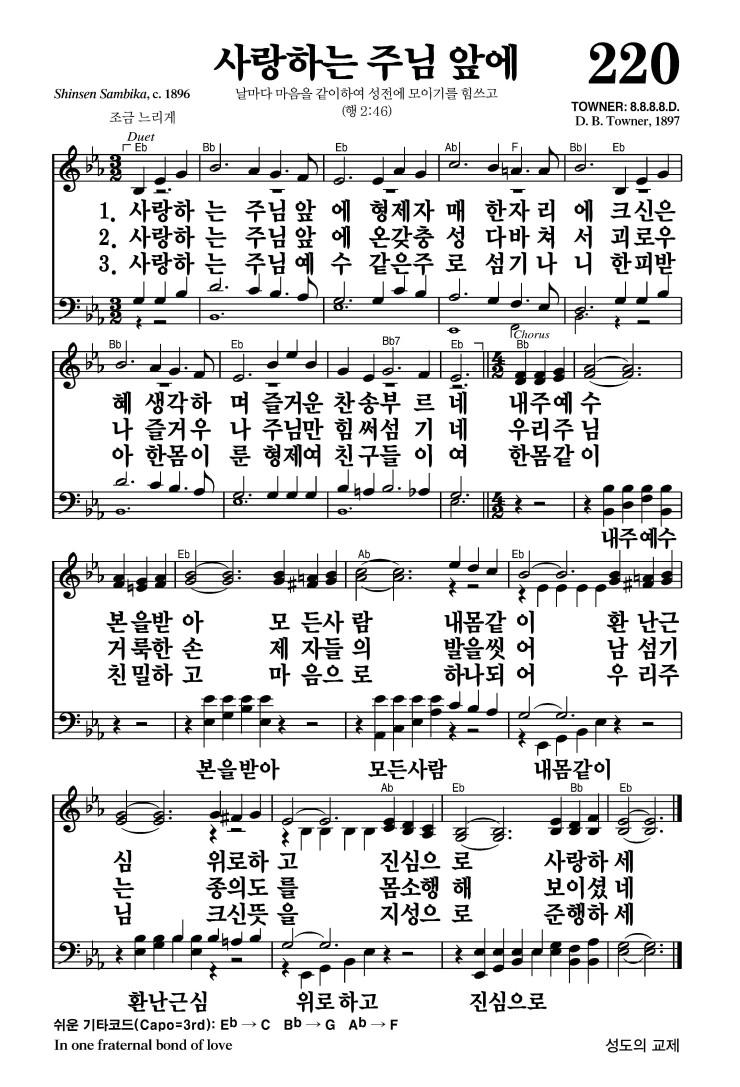 사랑하는 주님 앞에
220
Shinsen Sambika, c. 1896
날마다 마음을 같이하여 성전에 모이기를 힘쓰고
(행 2:46)
TOWNER: 8.8.8.8.D.
D. B. Towner, 1897
조금 느리게
Duet
Eb Bb Eb Ab F Bb Eb
1. 사랑하 는 주님 앞 에 형제자 매 한자 리 에 크신은
2. 사랑하 는 주님 앞 에 온갖충 성 다바 쳐 서 괴로우
3. 사랑하 는 주님 예 수 같은주 로 섬기 나 니 한피받
Chorus
Bb Eb Bb7 Eb Bb
혜 생각 하 며 즐거운 찬송부 르 네 내주예 수
나 즐거 우 나 주님만 힘써섬 기 네 우리주 님
아 한몸 이 룬 형제여 친구들 이 여 한몸같 이
내주예수
Eb Ab Eb
본을받 아 모 든사 람 내몸같 이 환 난근
거룩한 손 제 자들 의 발을씻 어 남 섬기
친밀하 고 마 음으 로 하나되 어 우 리주
본을받아 모든사람 내몸같이
Ab Eb Bb Eb
심 위로하 고 진심으 로 사랑하 세
는 종의도 를 몸소행 해 보이셨 네
님 크신뜻 을 지성으 로 준행하 세
환난근심 위로하고 진심으로
쉬운 기타코드(Capo=3rd): Eb → C Bb → G Ab → F
In one fraternal bond of love
성도의 교제